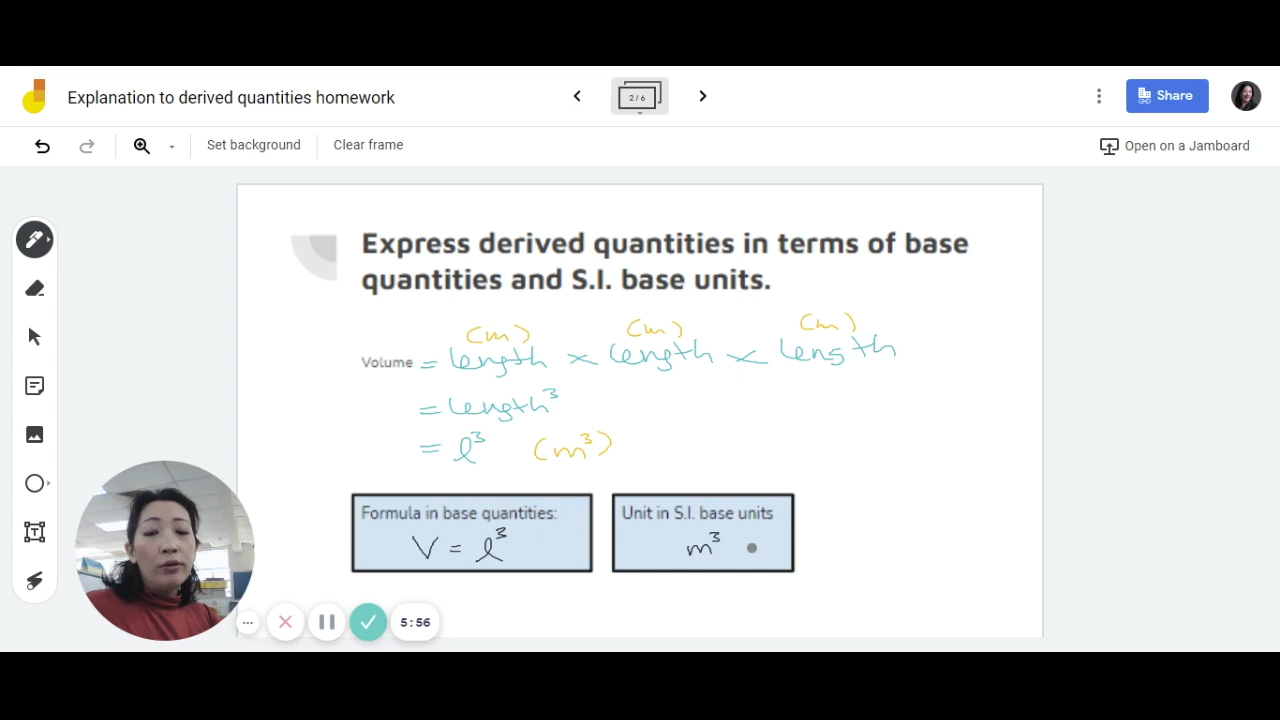 Explanation to derived quantities homework
2/6
Share
GHD
Set background
Clear frame
Open on a Jamboard
Express derived quantities in terms of base
quantities and S.I. base units.
(m) (m) (m)
Volume = length × length × length
= length³
= l³ (m³)
Formula in base quantities:
V = l³
Unit in S.I. base units
m³
5:56